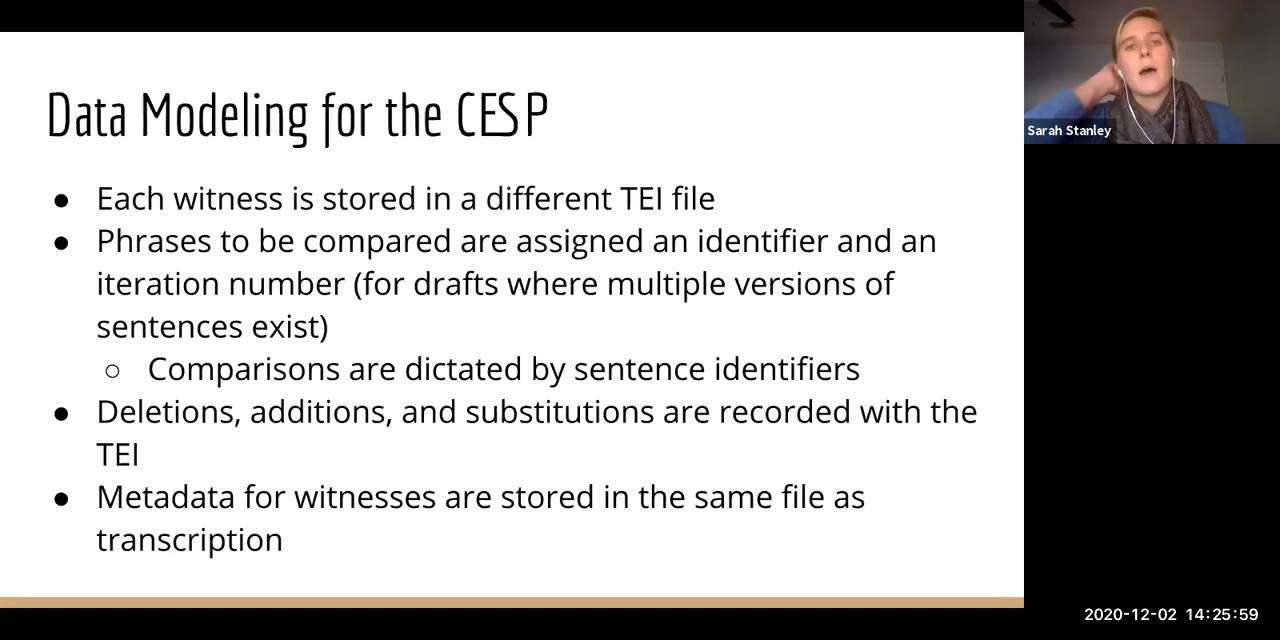 Data Modeling for the CESP
● Each witness is stored in a different TEI file
● Phrases to be compared are assigned an identifier and an
iteration number (for drafts where multiple versions of
sentences exist)
○ Comparisons are dictated by sentence identifiers
● Deletions, additions, and substitutions are recorded with the
TEI
● Metadata for witnesses are stored in the same file as
transcription
Sarah Stanley
2020-12-02 14:25:59